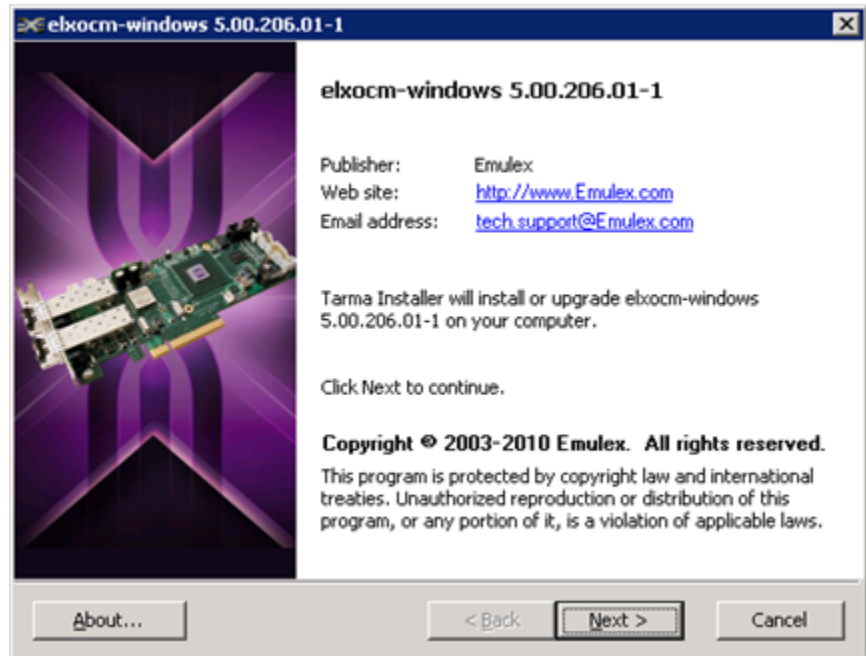 elxocm-windows 5.00.206.01-1
elxocm-windows 5.00.206.01-1
Publisher: Emulex
Web site: http://www.Emulex.com
Email address: tech.support@Emulex.com
Tarma Installer will install or upgrade elxocm-windows
5.00.206.01-1 on your computer.
Click Next to continue.
Copyright © 2003-2010 Emulex. All rights reserved.
This program is protected by copyright law and international
treaties. Unauthorized reproduction or distribution of this
program, or any portion of it, is a violation of applicable laws.
About... < Back Next > Cancel